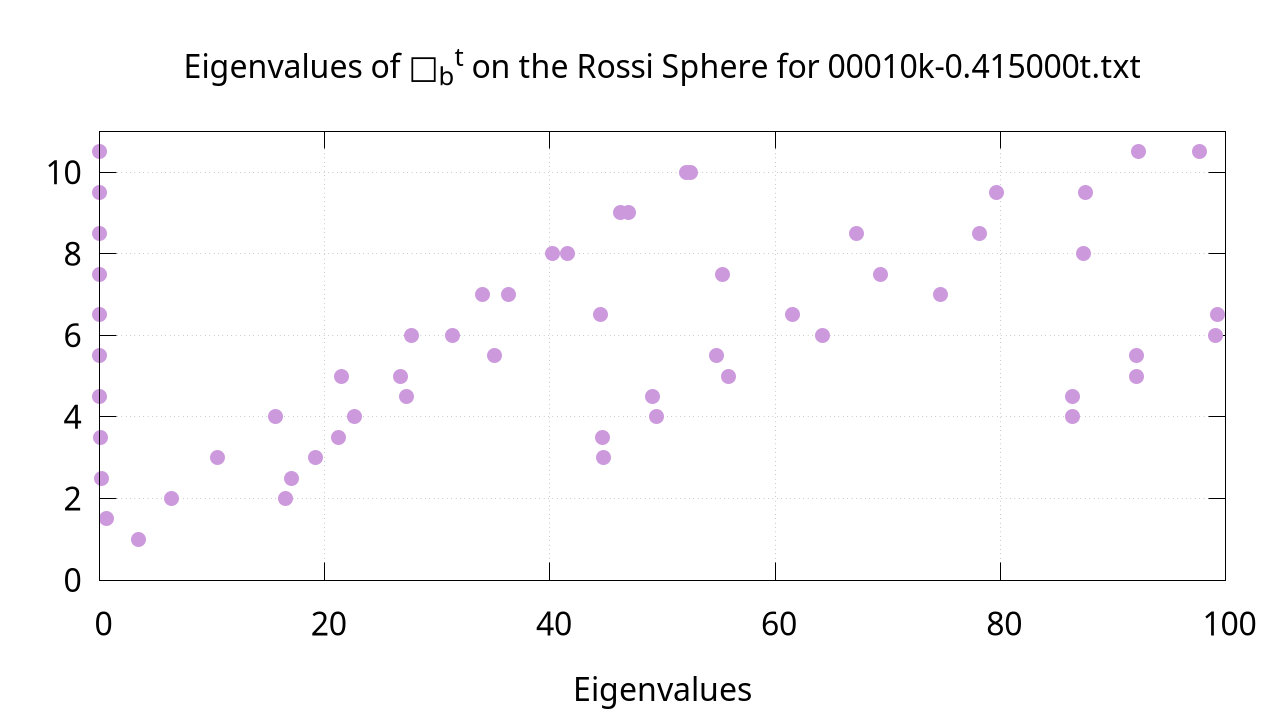 Eigenvalues of □b^t on the Rossi Sphere for 00010k-0.415000t.txt
10
8
6
4
2
0
0 20 40 60 80 100
Eigenvalues